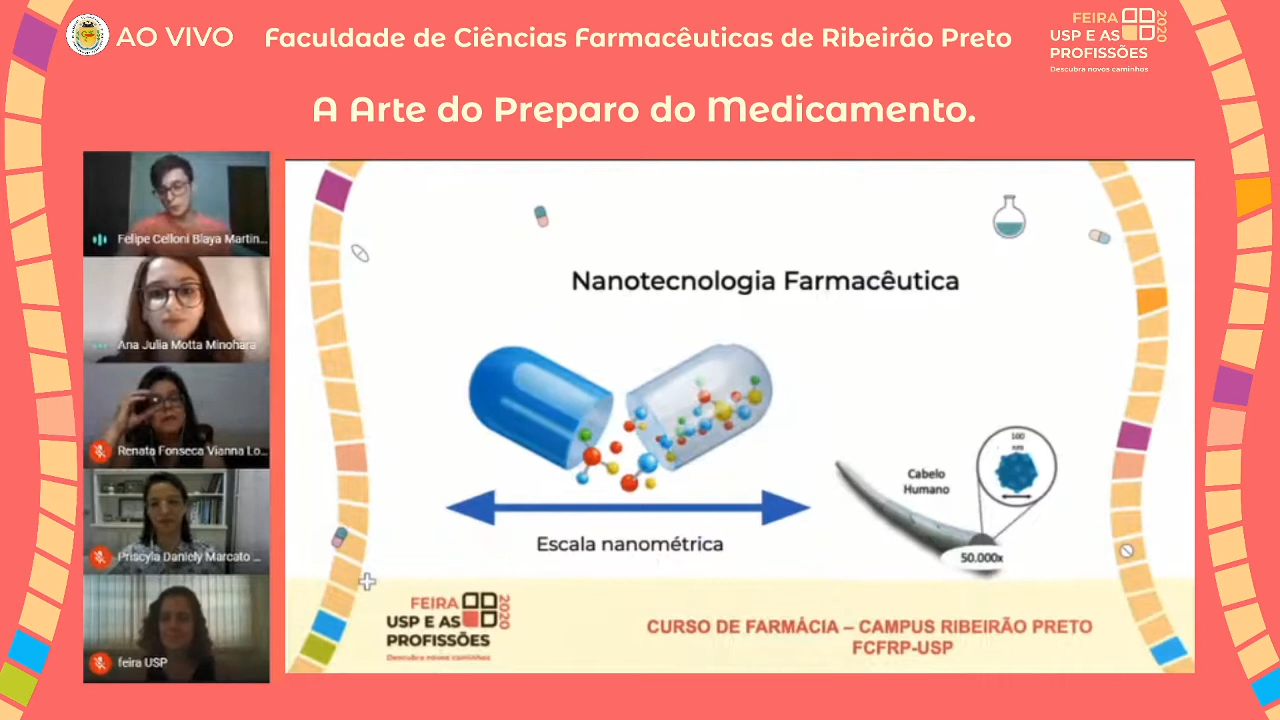 AO VIVO
Faculdade de Ciências Farmacêuticas de Ribeirão Preto
FEIRA
USP E AS
PROFISSÕES
2020
Descubra novos caminhos
A Arte do Preparo do Medicamento.
Felipe Celloni Blaya Martin...
Ana Julia Motta Minohara
Renata Fonseca Vianna Lo...
Priscyla Daniely Marcato ...
feira USP
Nanotecnologia Farmacêutica
100
nm
Cabelo
Humano
50.000x
Escala nanométrica
FEIRA
USP E AS
PROFISSÕES
2020
Descubra novos caminhos
CURSO DE FARMÁCIA – CAMPUS RIBEIRÃO PRETO
FCFRP-USP